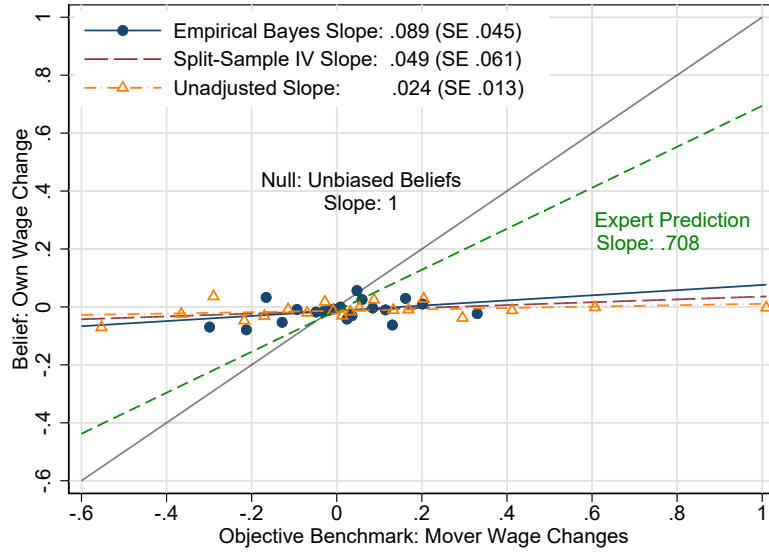 Empirical Bayes Slope: .089 (SE .045)
Split-Sample IV Slope: .049 (SE .061)
Unadjusted Slope: .024 (SE .013)
Null: Unbiased Beliefs
Slope: 1
Expert Prediction
Slope: .708
Belief: Own Wage Change
1
.8
.6
.4
.2
0
-.2
-.4
-.6
-.6 -.4 -.2 0 .2 .4 .6 .8 1
Objective Benchmark: Mover Wage Changes